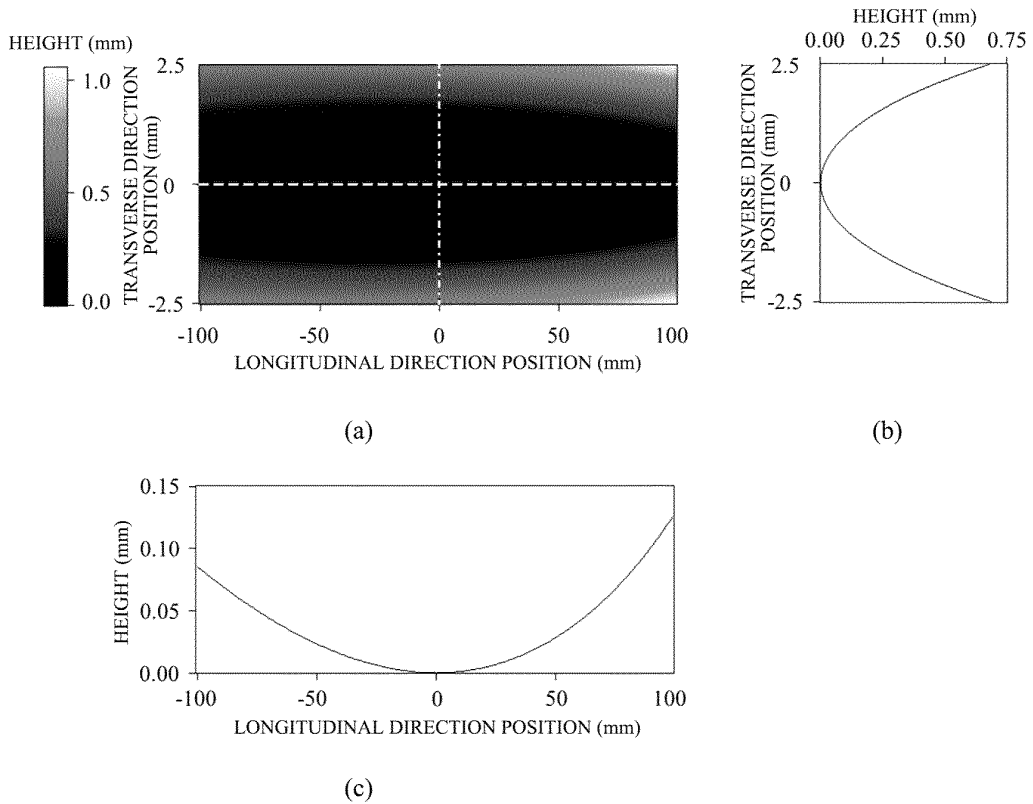 HEIGHT (mm)
1.0
0.5
0.0
TRANSVERSE DIRECTION
POSITION (mm)
2.5
0
-2.5
-100
-50
0
50
100
LONGITUDINAL DIRECTION POSITION (mm)
(a)
HEIGHT (mm)
0.00 0.25 0.50 0.75
TRANSVERSE DIRECTION
POSITION (mm)
2.5
0
-2.5
(b)
HEIGHT (mm)
0.15
0.10
0.05
0.00
-100
-50
0
50
100
LONGITUDINAL DIRECTION POSITION (mm)
(c)